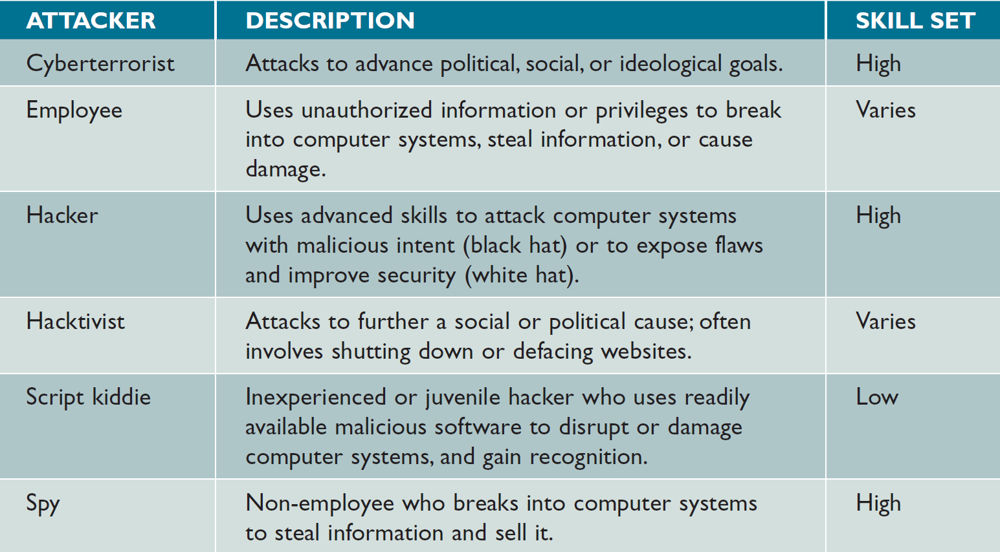 ATTACKER DESCRIPTION SKILL SET
Cyberterrorist Attacks to advance political, social, or ideological goals. High
Employee Uses unauthorized information or privileges to break Varies
into computer systems, steal information, or cause
damage.
Hacker Uses advanced skills to attack computer systems High
with malicious intent (black hat) or to expose flaws
and improve security (white hat).
Hacktivist Attacks to further a social or political cause; often Varies
involves shutting down or defacing websites.
Script kiddie Inexperienced or juvenile hacker who uses readily Low
available malicious software to disrupt or damage
computer systems, and gain recognition.
Spy Non-employee who breaks into computer systems High
to steal information and sell it.